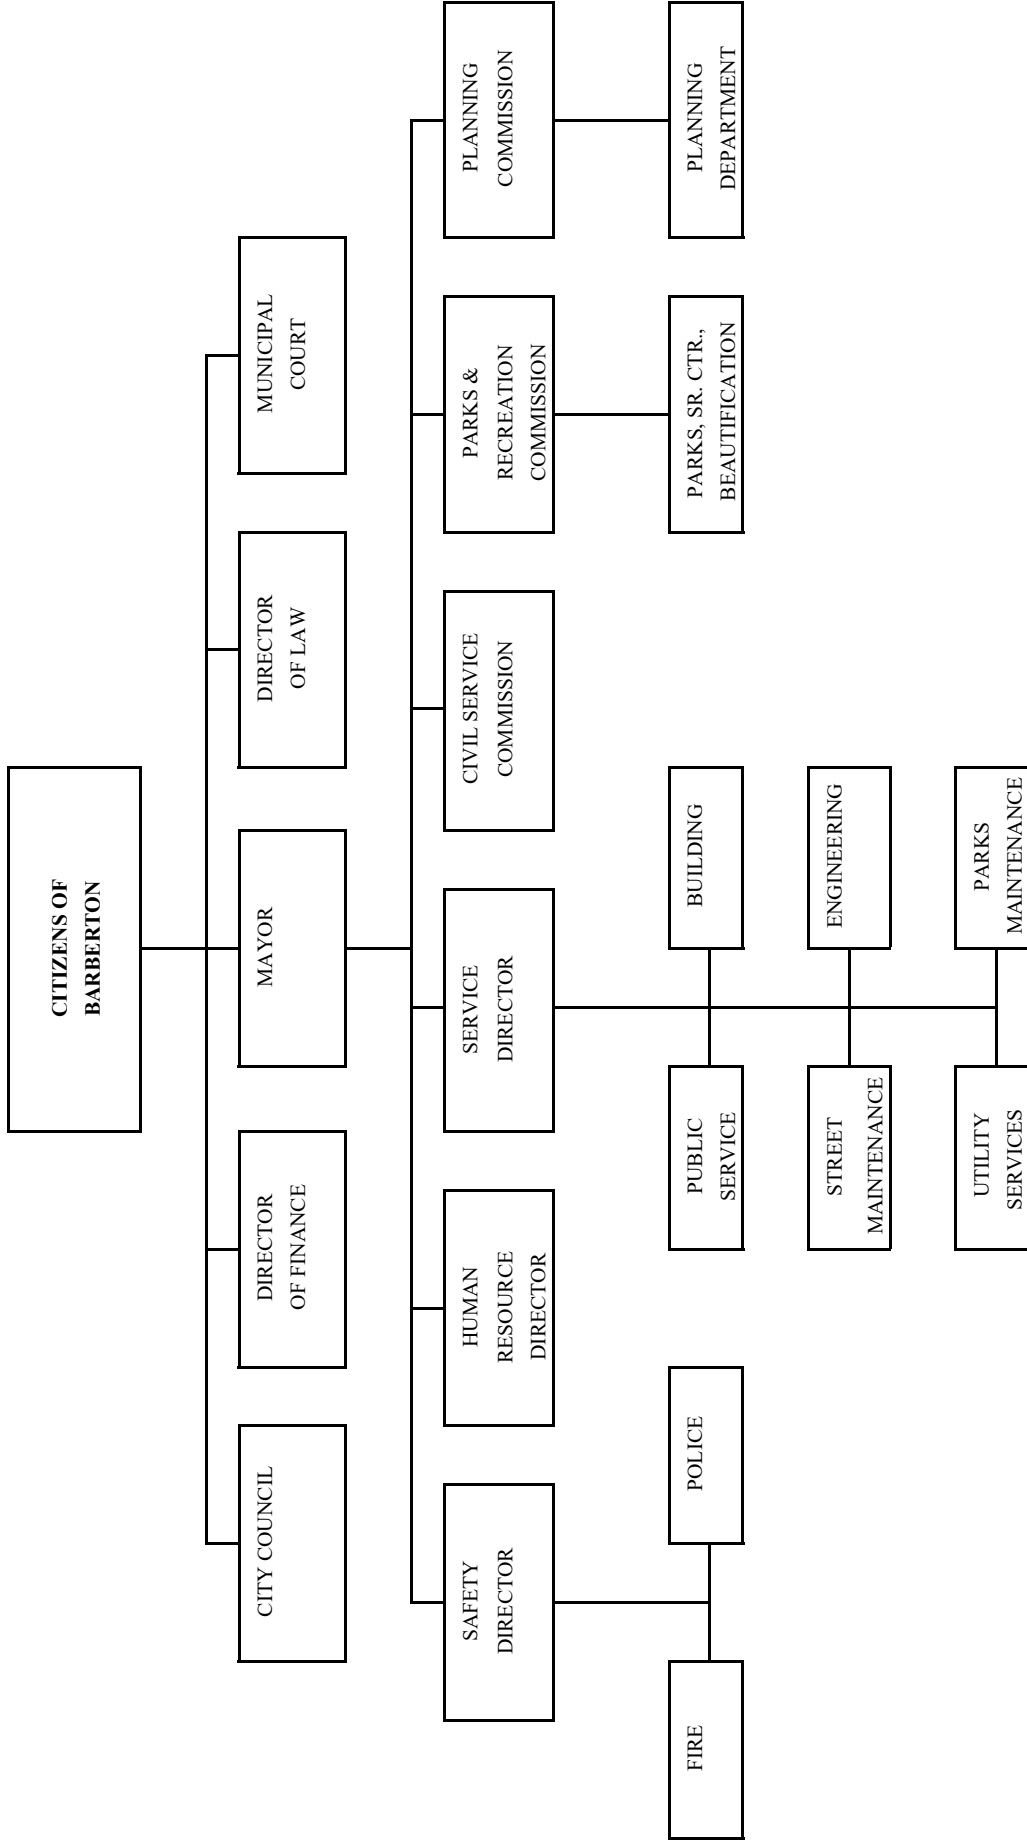 CITIZENS OF
BARBERTON
CITY COUNCIL
DIRECTOR
OF FINANCE
MAYOR
DIRECTOR
OF LAW
MUNICIPAL
COURT
SAFETY
DIRECTOR
HUMAN
RESOURCE
DIRECTOR
SERVICE
DIRECTOR
CIVIL SERVICE
COMMISSION
PARKS &
RECREATION
COMMISSION
PLANNING
COMMISSION
FIRE
POLICE
PUBLIC
SERVICE
BUILDING
PARKS, SR. CTR.,
BEAUTIFICATION
PLANNING
DEPARTMENT
STREET
MAINTENANCE
ENGINEERING
UTILITY
SERVICES
PARKS
MAINTENANCE